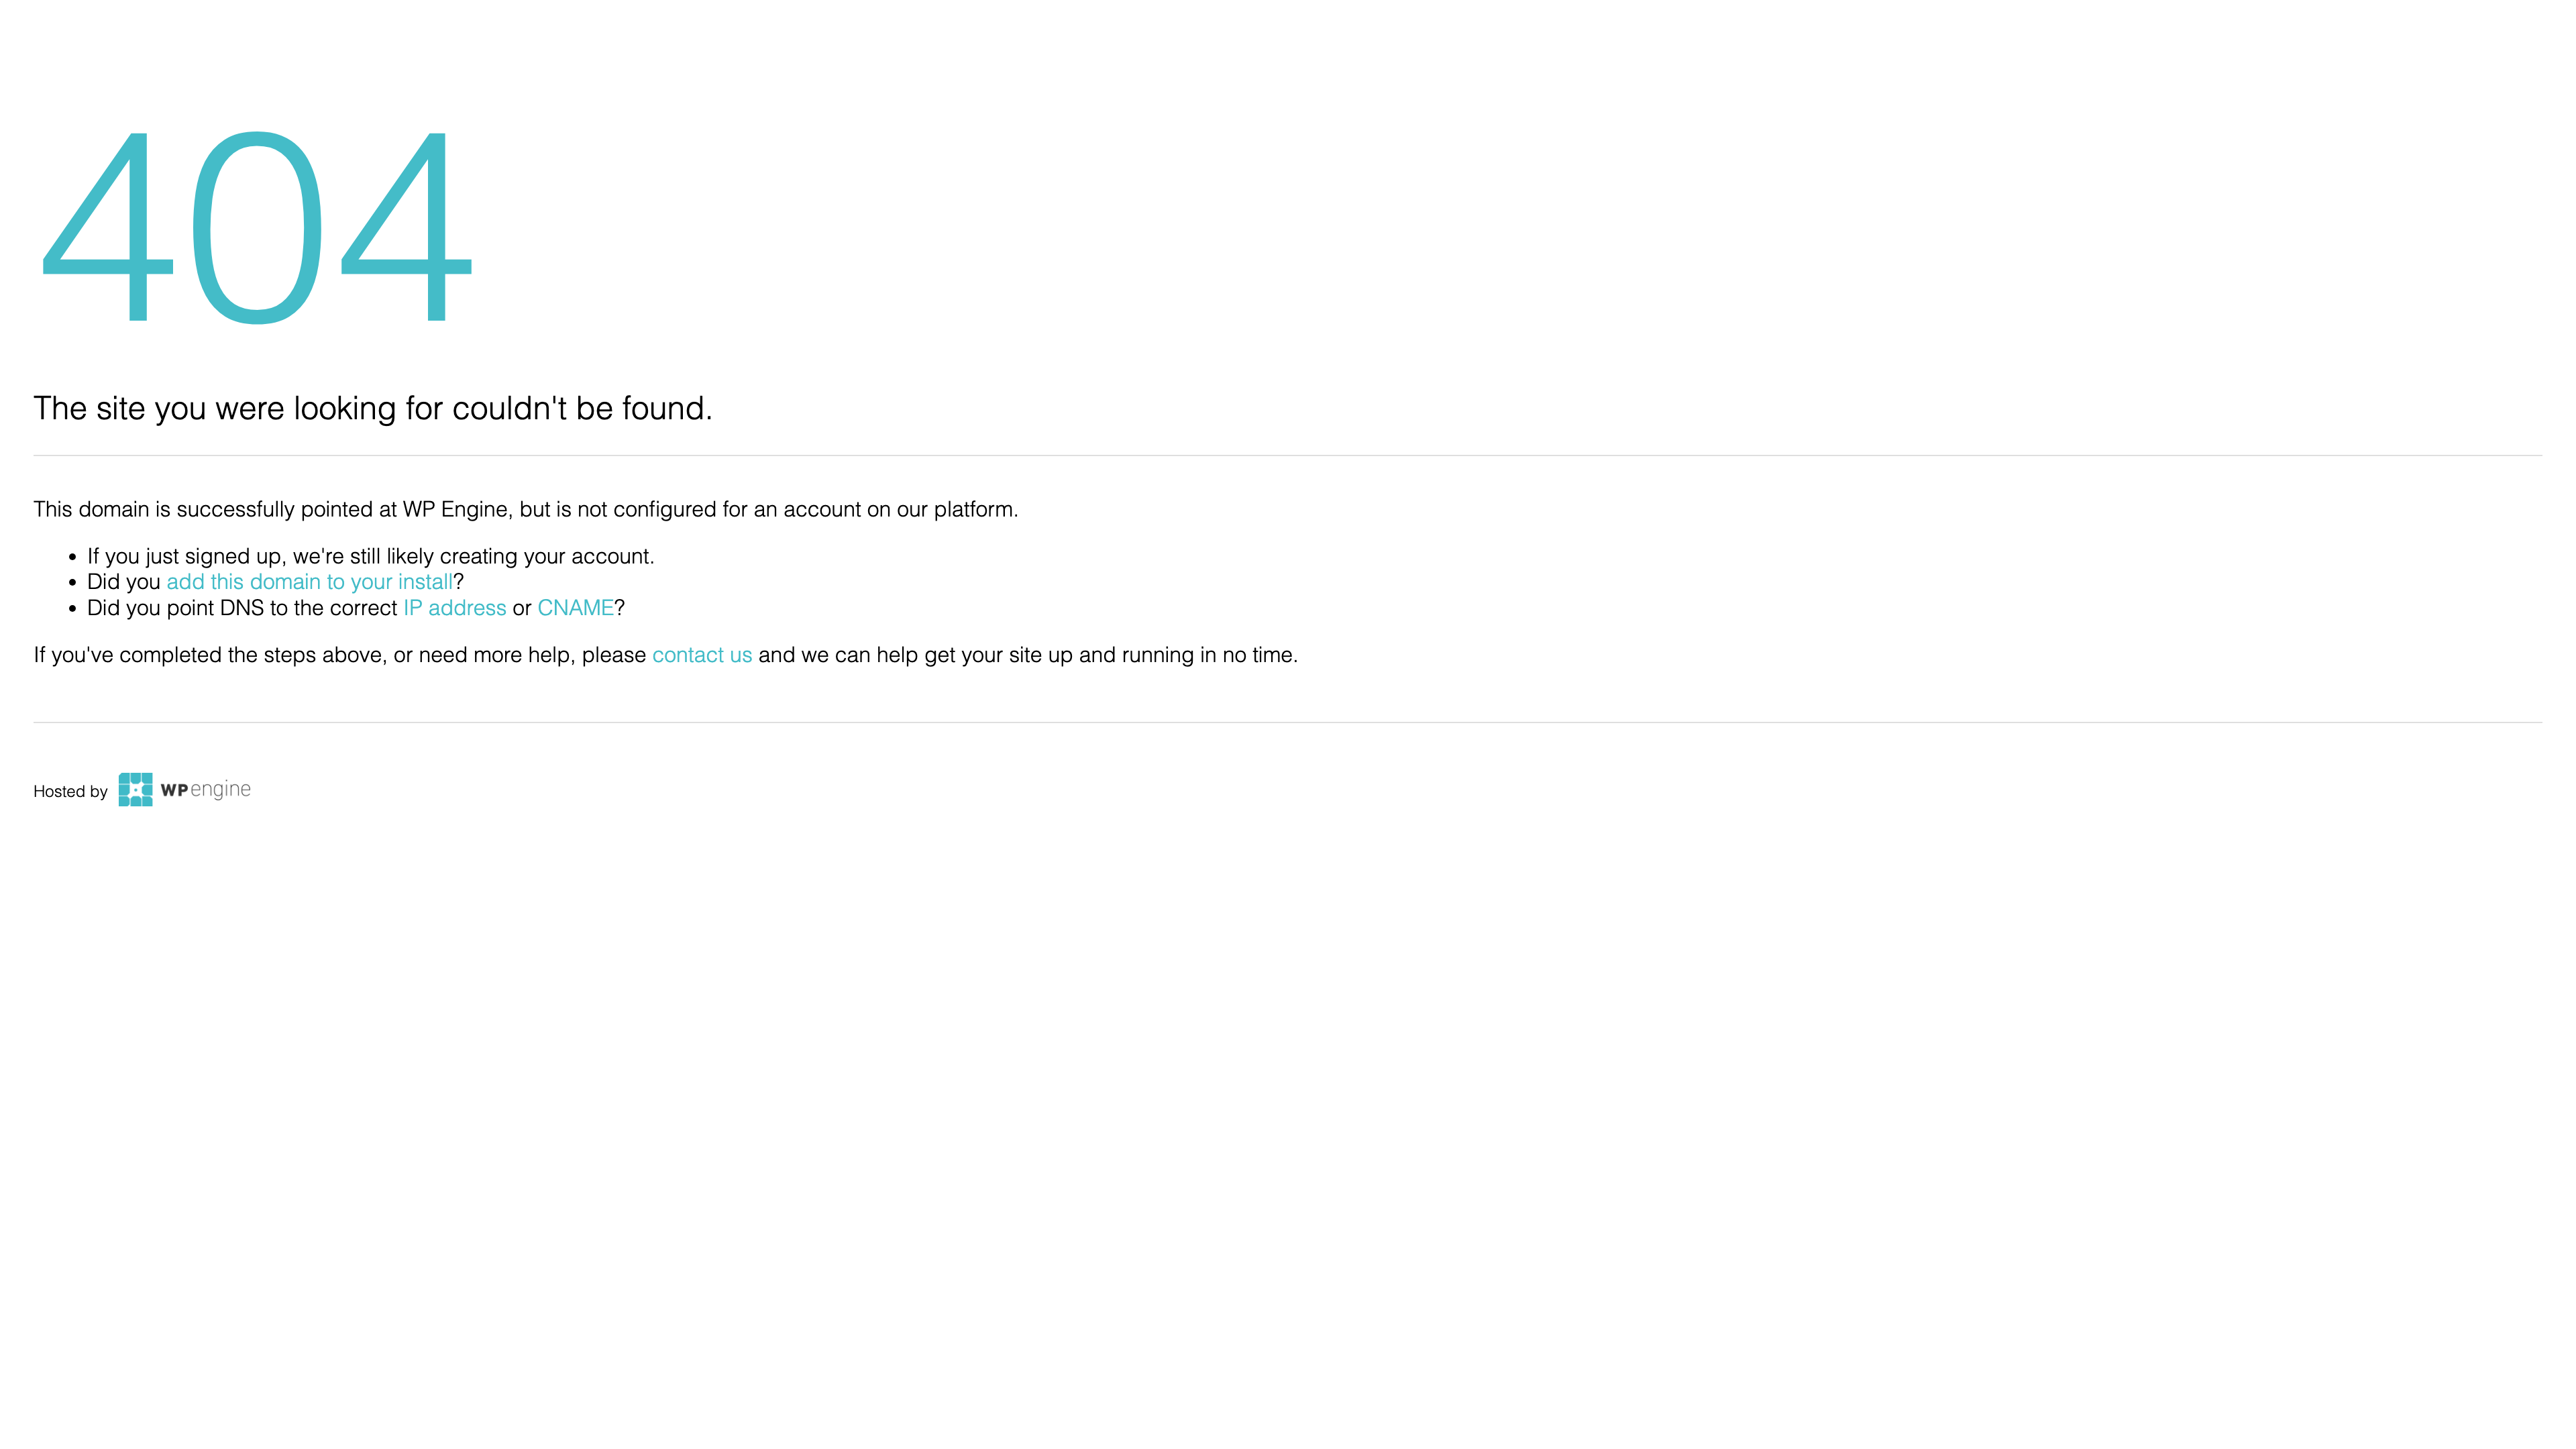 404
The site you were looking for couldn't be found.
This domain is successfully pointed at WP Engine, but is not configured for an account on our platform.
• If you just signed up, we're still likely creating your account.
• Did you add this domain to your install?
• Did you point DNS to the correct IP address or CNAME?
If you've completed the steps above, or need more help, please contact us and we can help get your site up and running in no time.
Hosted by WPengine